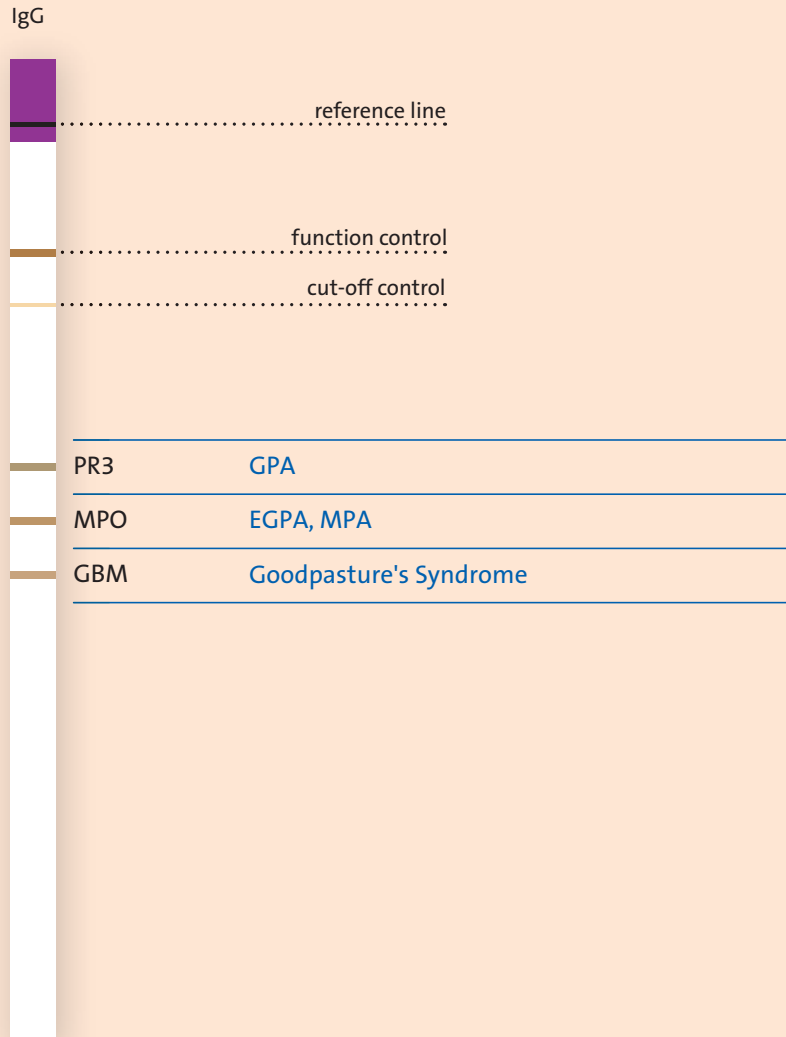 IgG
reference line
function control
cut-off control
PR3 GPA
MPO EGPA, MPA
GBM Goodpasture's Syndrome